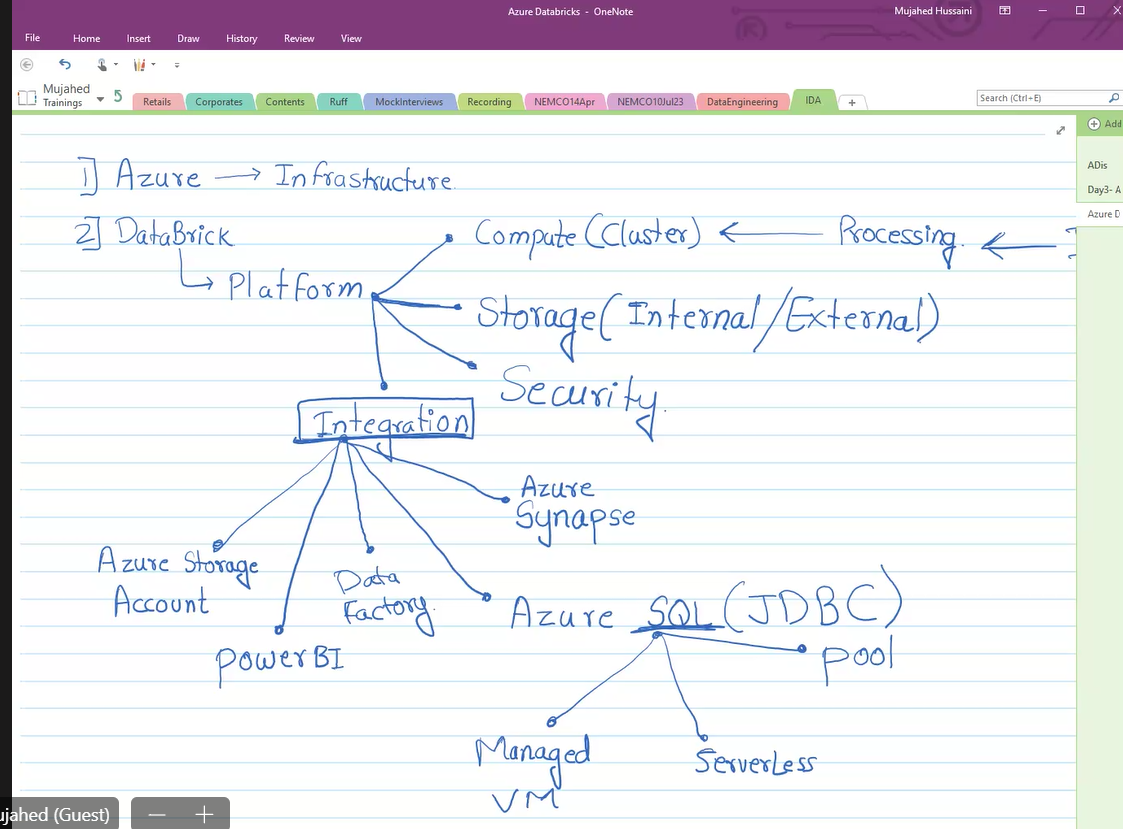 Azure Databricks - OneNote
Mujahed Hussaini
File Home Insert Draw History Review View
Mujahed
Trainings
Retails Corporates Contents Ruff MockInterviews Recording NEMCO14Apr NEMCO10Jul23 DataEngineering IDA +
Search (Ctrl+E)
Add
ADis
Day3- A
Azure D
1] Azure → Infrastructure.
2] DataBrick
Compute (Cluster) ← Processing. ←
Platform
Storage (Internal/External)
Security.
Integration
Azure
Synapse
Azure Storage
Account
Data
Factory.
Azure SQL (JDBC)
PowerBI
Pool
Managed
VM
ServerLess
ujahed (Guest)